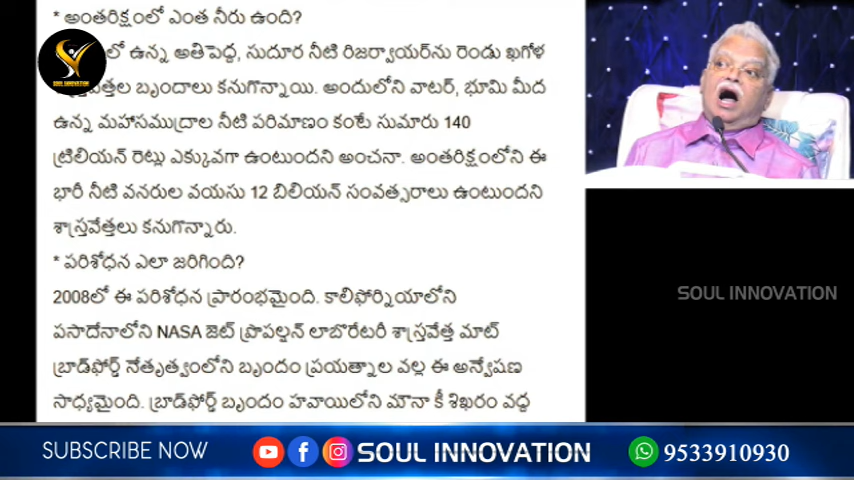 * అంతరిక్షంలో ఎంత నీరు ఉంది?
లో ఉన్న అతిపెద్ద, సుదూర నీటి రిజర్వాయర్‌ను రెండు ఖగోళ
వేత్తల బృందాలు కనుగొన్నాయి. అందులోని వాటర్, భూమి మీద
ఉన్న మహాసముద్రాల నీటి పరిమాణం కంటే సుమారు 140
ట్రిలియన్ రెట్లు ఎక్కువగా ఉంటుందని అంచనా. అంతరిక్షంలోని ఈ
భారీ నీటి వనరుల వయసు 12 బిలియన్ సంవత్సరాలు ఉంటుందని
శాస్త్రవేత్తలు కనుగొన్నారు.
* పరిశోధన ఎలా జరిగింది?
2008లో ఈ పరిశోధన ప్రారంభమైంది. కాలిఫోర్నియాలోని
పసాదేనాలోని NASA జెట్ ప్రొపల్షన్ లాబొరేటరీ శాస్త్రవేత్త మాట్
బ్రాడ్‌ఫోర్డ్ నేతృత్వంలోని బృందం ప్రయత్నాల వల్ల ఈ అన్వేషణ
సాధ్యమైంది. బ్రాడ్‌ఫోర్డ్ బృందం హవాయిలోని మౌనా కీ శిఖరం వద్ద
SOUL INNOVATION
SOUL INNOVATION
SUBSCRIBE NOW SOUL INNOVATION 9533910930